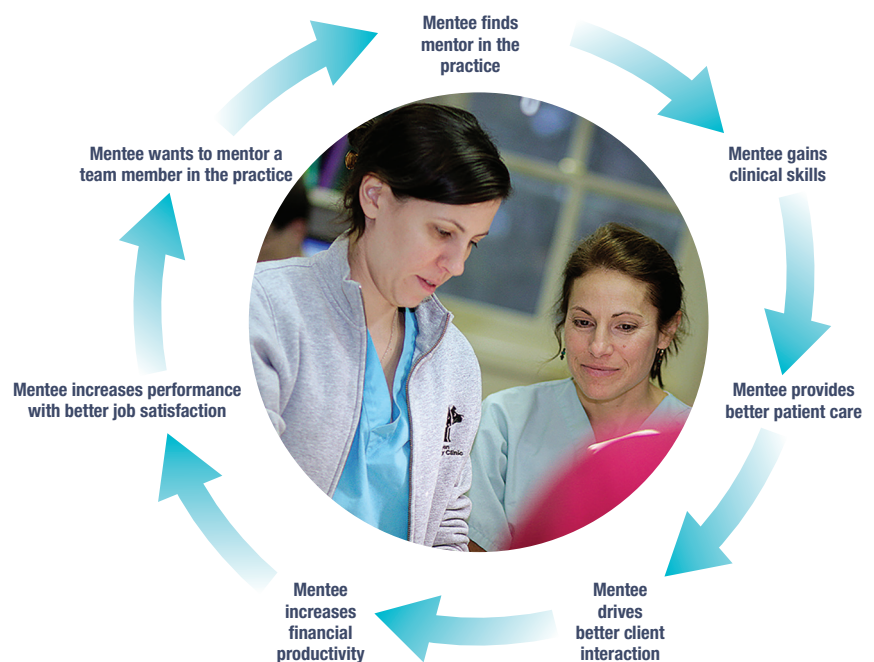 Mentee finds
mentor in the
practice
Mentee gains
clinical skills
Mentee provides
better patient care
Mentee
drives
better client
interaction
Mentee
increases
financial
productivity
Mentee increases performance
with better job satisfaction
Mentee wants to mentor a
team member in the practice
Clinic